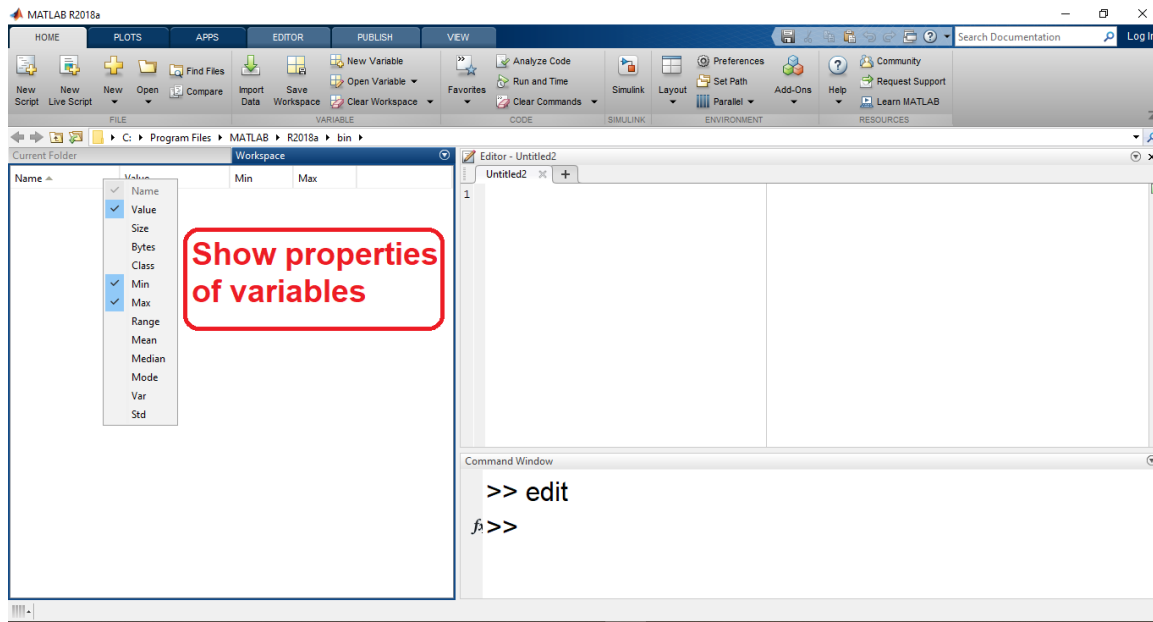 MATLAB R2018a
HOME PLOTS APPS EDITOR PUBLISH VIEW Search Documentation Log In
New Script
New Live Script
New
Open
Find Files
Compare
Import Data
Save Workspace
New Variable
Open Variable
Clear Workspace
Favorites
Analyze Code
Run and Time
Clear Commands
Simulink
Layout
Preferences
Set Path
Parallel
Add-Ons
Help
Community
Request Support
Learn MATLAB
FILE VARIABLE CODE SIMULINK ENVIRONMENT RESOURCES
C: Program Files MATLAB R2018a bin
Current Folder Workspace
Name Value Min Max
Name
Value
Size
Bytes
Class
Min
Max
Range
Mean
Median
Mode
Var
Std
Show properties
of variables
Editor - Untitled2
Untitled2 +
1
Command Window
>> edit
fx >>